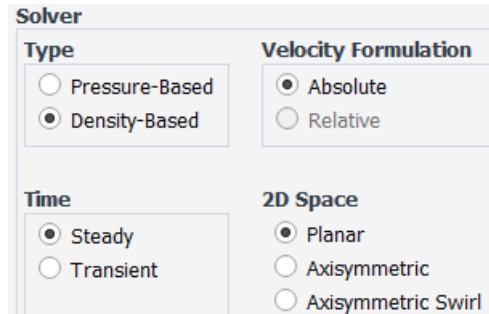 Solver
Type
Pressure-Based
Density-Based
Velocity Formulation
Absolute
Relative
Time
Steady
Transient
2D Space
Planar
Axisymmetric
Axisymmetric Swirl